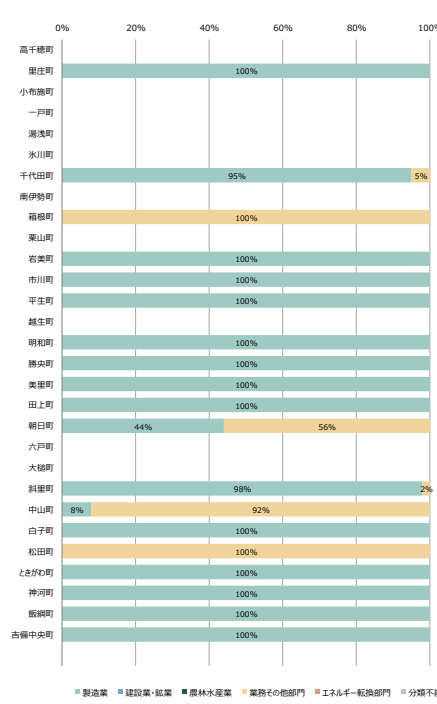 0% 20% 40% 60% 80% 100%
高千穂町
里庄町 100%
小布施町
一戸町
湯浅町
氷川町
千代田町 95% 5%
南伊勢町
箱根町 100%
栗山町
岩美町 100%
市川町 100%
平生町 100%
越生町
明和町 100%
勝央町 100%
美里町 100%
田上町 100%
朝日町 44% 56%
六戸町
大槌町
斜里町 98% 2%
中山町 8% 92%
白子町 100%
松田町 100%
ときがわ町 100%
神河町 100%
飯綱町 100%
吉備中央町 100%
製造業 建設業・鉱業 農林水産業 業務その他部門 エネルギー転換部門 分類不